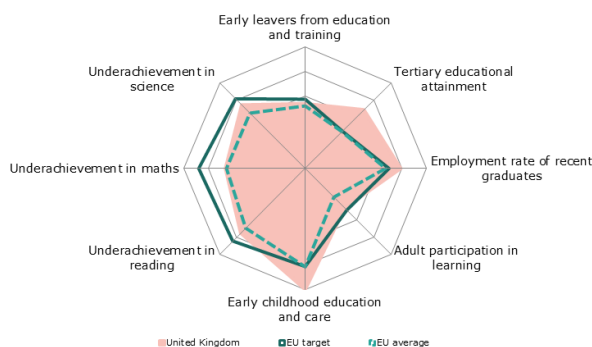 Early leavers from education
and training
Underachievement in
science
Tertiary educational
attainment
Underachievement in maths
Employment rate of recent
graduates
Underachievement in
reading
Adult participation in
learning
Early childhood education
and care
United Kingdom
EU target
EU average